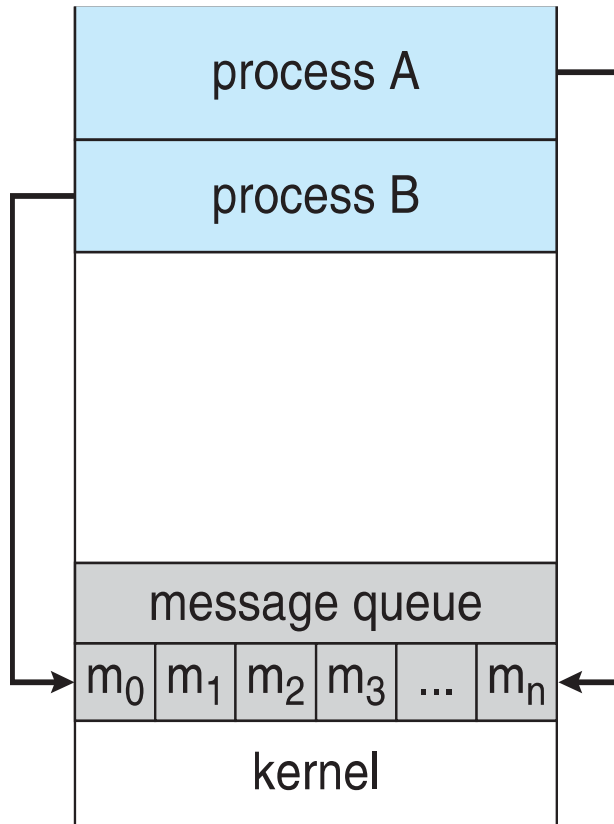 process A
process B
message queue
m0 m1 m2 m3 ... mn
kernel